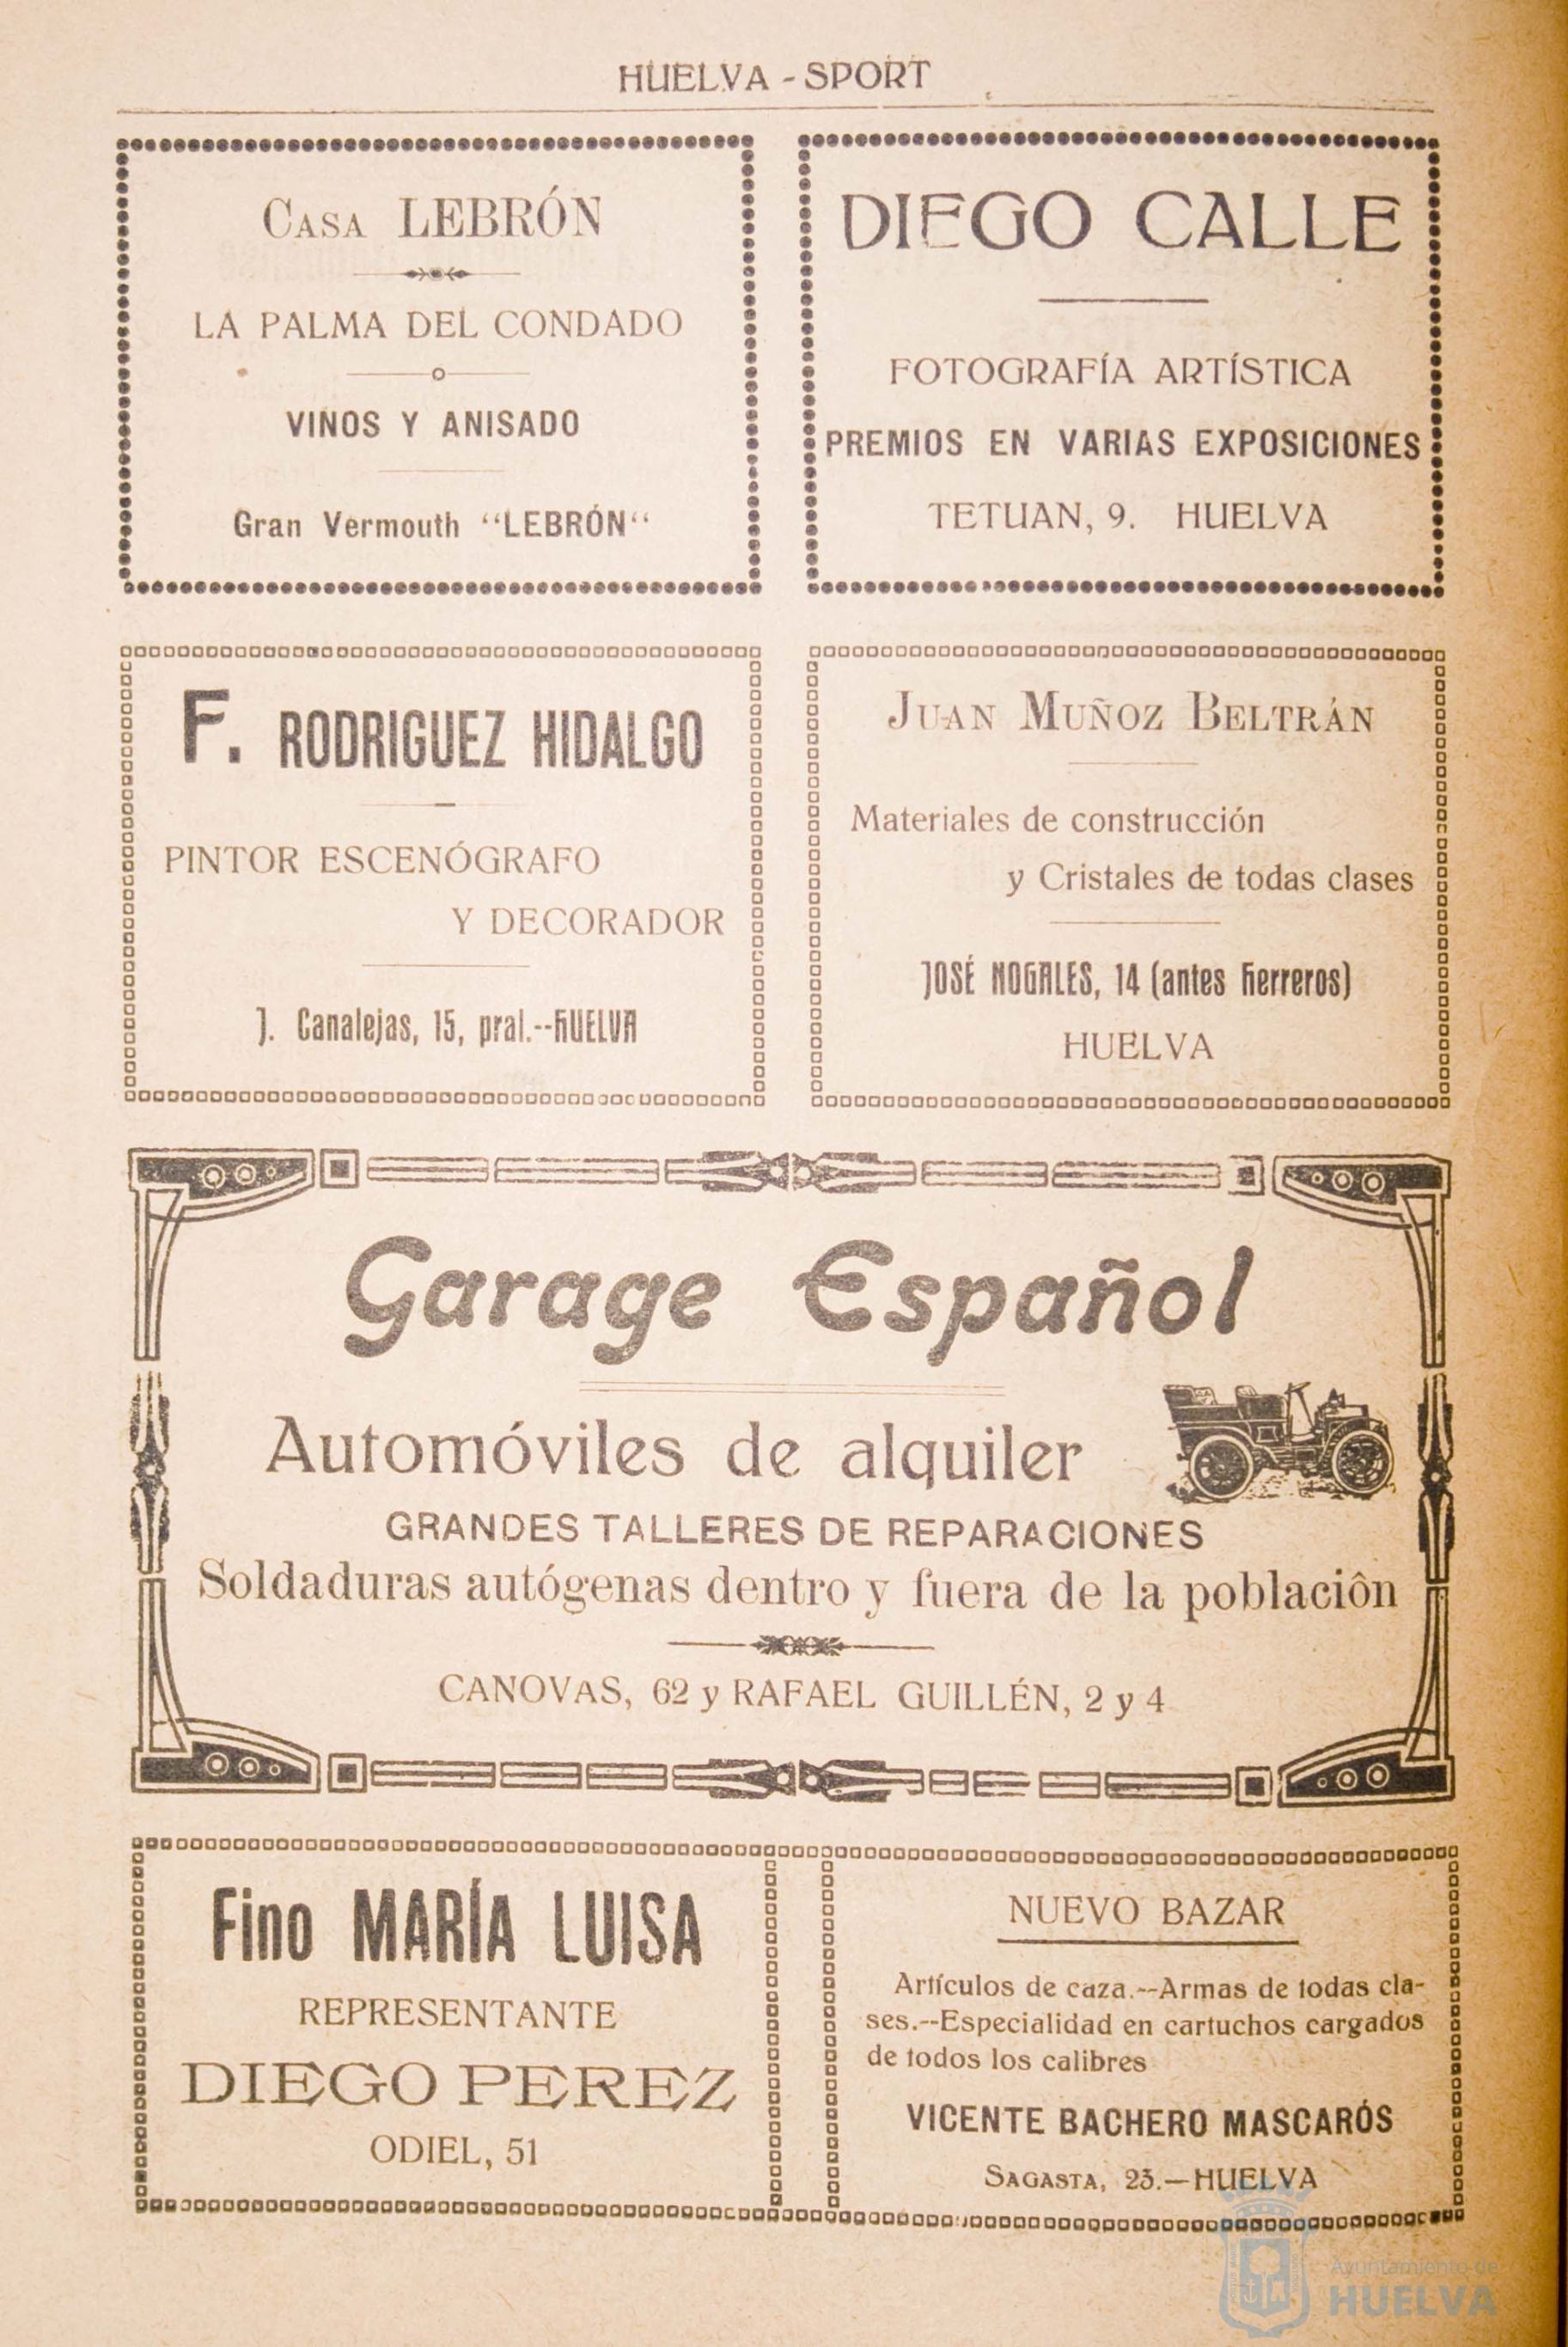 HUELVA - SPORT
CASA LEBRÓN
LA PALMA DEL CONDADO
VINOS Y ANISADO
Gran Vermouth “LEBRÓN“
DIEGO CALLE
FOTOGRAFÍA ARTÍSTICA
PREMIOS EN VARIAS EXPOSICIONES
TETUAN, 9. HUELVA
F. RODRIGUEZ HIDALGO
PINTOR ESCENÓGRAFO
Y DECORADOR
J. Canalejas, 15, pral.--HUELVA
JUAN MUÑOZ BELTRÁN
Materiales de construcción
y Cristales de todas clases
JOSÉ NOGALES, 14 (antes Herreros)
HUELVA
Garage Español
Automóviles de alquiler
GRANDES TALLERES DE REPARACIONES
Soldaduras autógenas dentro y fuera de la poblaciôn
CANOVAS, 62 y RAFAEL GUILLÉN, 2 y 4
Fino MARÍA LUISA
REPRESENTANTE
DIEGO PEREZ
ODIEL, 51
NUEVO BAZAR
Artículos de caza.--Armas de todas cla-
ses.--Especialidad en cartuchos cargados
de todos los calibres
VICENTE BACHERO MASCARÓS
SAGASTA, 23.—HUELVA
Ayuntamiento de
HUELVA